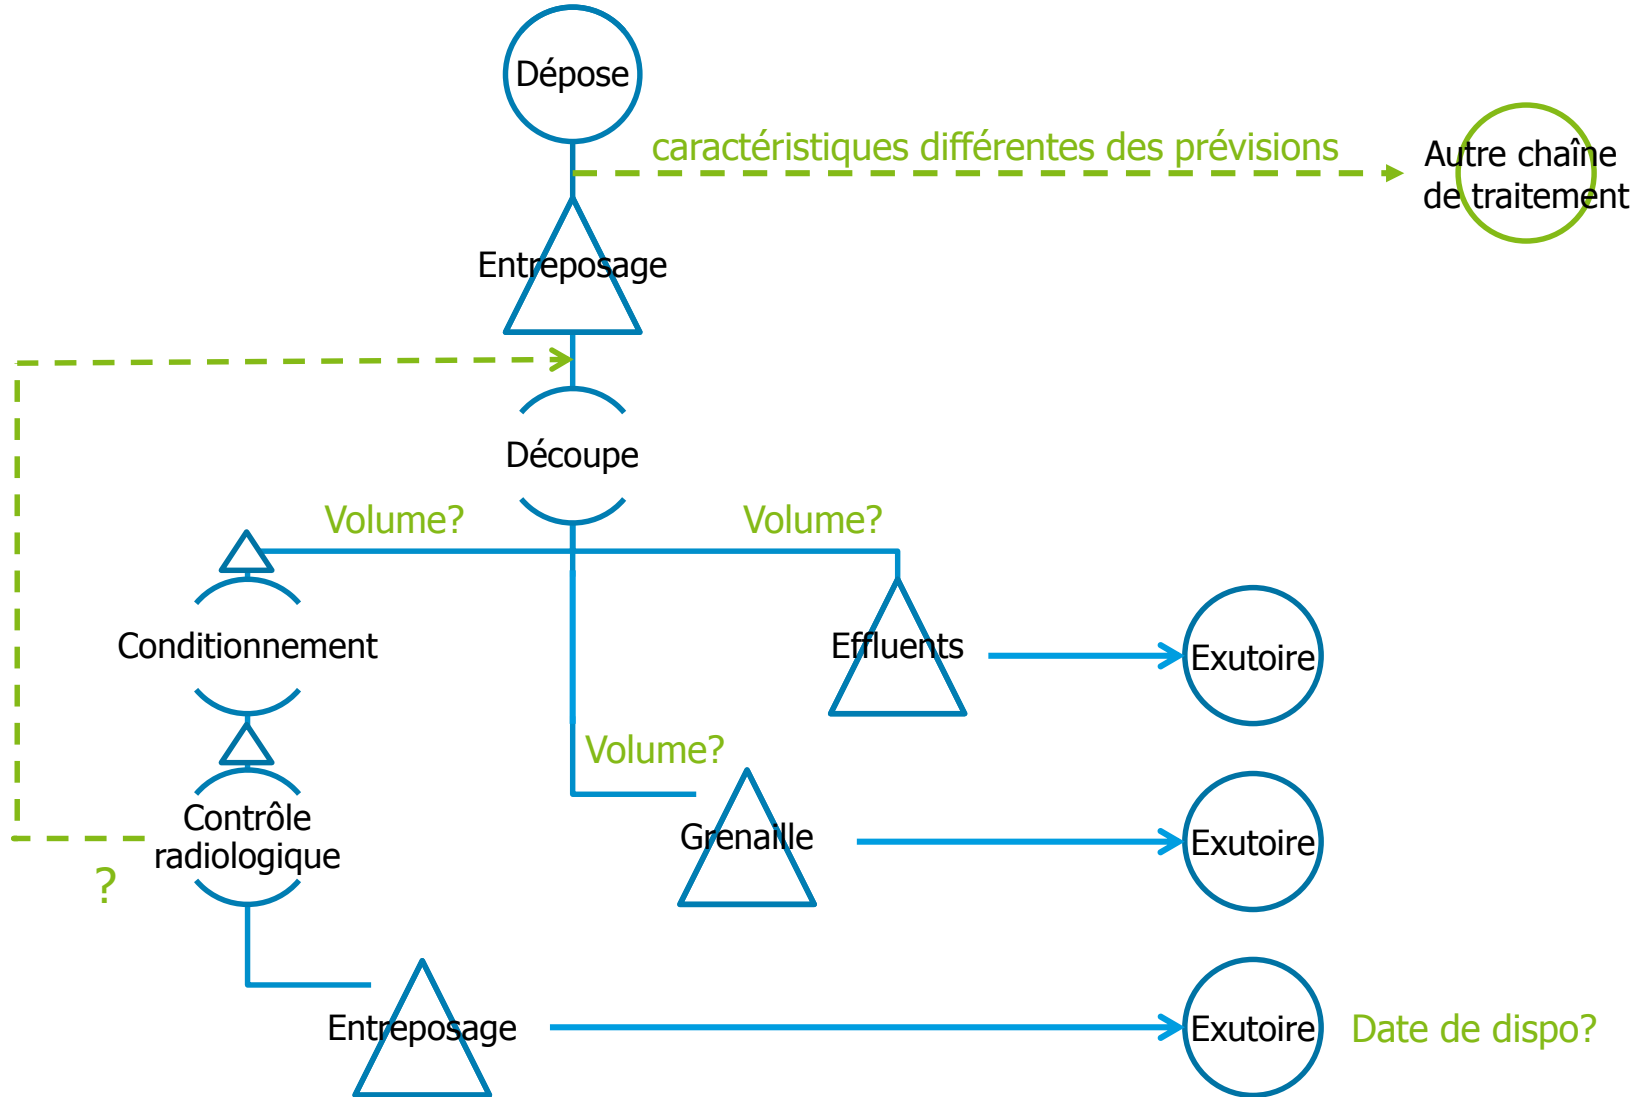 Dépose
caractéristiques différentes des prévisions
Autre chaîne
de traitement
Entreposage
Découpe
Volume?
Volume?
Conditionnement
Effluents
Exutoire
Volume?
Contrôle
radiologique
Grenaille
Exutoire
?
Entreposage
Exutoire
Date de dispo?